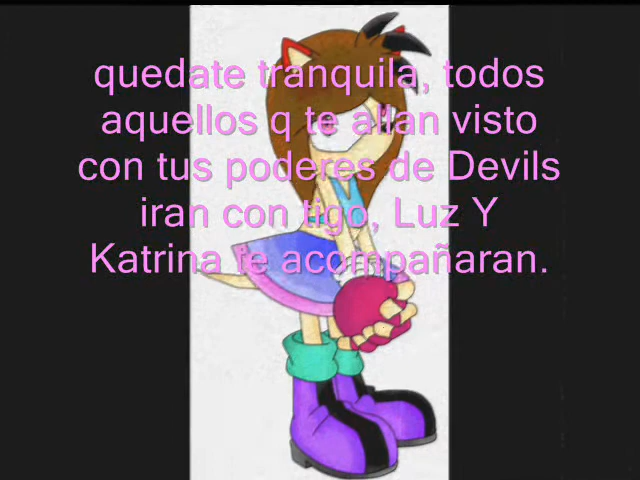 quedate tranquila, todos
aquellos q te allan visto
con tus poderes de Devils
iran con tigo, Luz Y
Katrina te acompañaran.